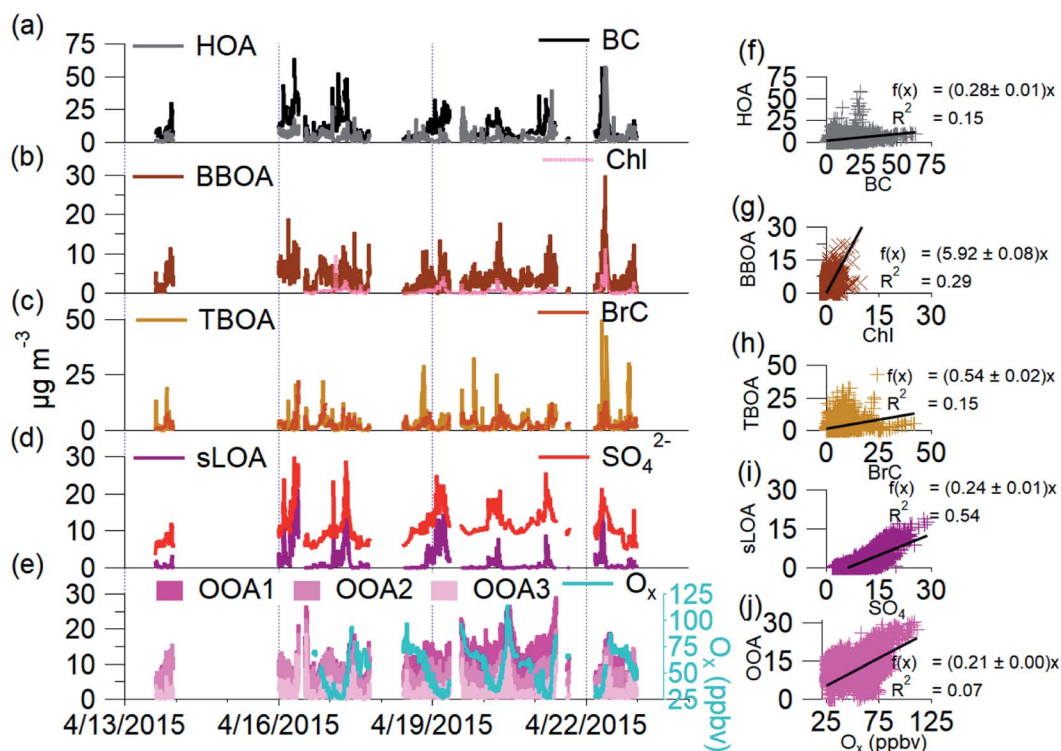 (a)
HOA
BC
75
50
25
0
(b)
BBOA
Chl
30
20
10
0
(c)
TBOA
BrC
50
25
0
(d)
sLOA
SO₄²⁻
30
20
10
0
(e)
OOA1 OOA2 OOA3 Oₓ
30
20
10
0
125
100
75
50
25
Oₓ (ppbv)
µg m⁻³
4/13/2015 4/16/2015 4/19/2015 4/22/2015
(f)
HOA
75
50
25
0
f(x) = (0.28± 0.01)x
R² = 0.15
0 25 50 75
BC
(g)
BBOA
30
15
0
f(x) = (5.92 ± 0.08)x
R² = 0.29
0 15 30
Chl
(h)
TBOA
50
25
0
f(x) = (0.54 ± 0.02)x
R² = 0.15
0 25 50
BrC
(i)
sLOA
30
15
0
f(x) = (0.24 ± 0.01)x
R² = 0.54
0 15 30
SO₄
(j)
OOA
30
15
0
f(x) = (0.21 ± 0.00)x
R² = 0.07
25 75 125
Oₓ (ppbv)